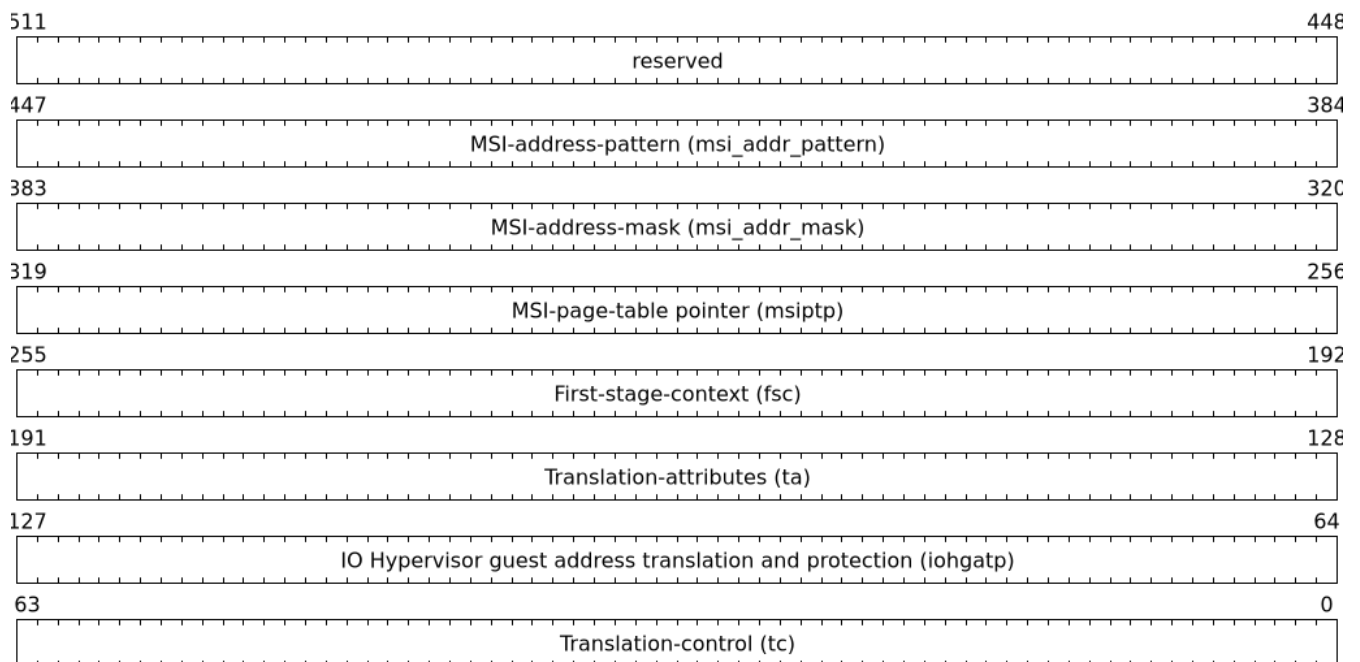 511 448
reserved
447 384
MSI-address-pattern (msi_addr_pattern)
383 320
MSI-address-mask (msi_addr_mask)
319 256
MSI-page-table pointer (msiptp)
255 192
First-stage-context (fsc)
191 128
Translation-attributes (ta)
127 64
IO Hypervisor guest address translation and protection (iohgatp)
63 0
Translation-control (tc)